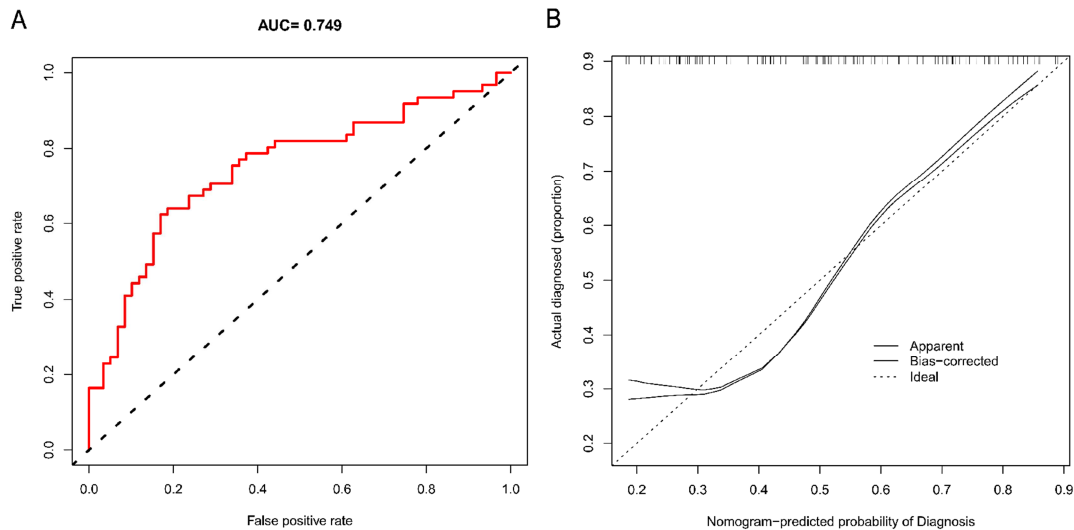 A
AUC= 0.749
True positive rate
1.0
0.8
0.6
0.4
0.2
0.0
0.0 0.2 0.4 0.6 0.8 1.0
False positive rate
B
Actual diagnosed (proportion)
0.9
0.8
0.7
0.6
0.5
0.4
0.3
0.2
Apparent
Bias−corrected
Ideal
0.2 0.3 0.4 0.5 0.6 0.7 0.8 0.9
Nomogram−predicted probability of Diagnosis